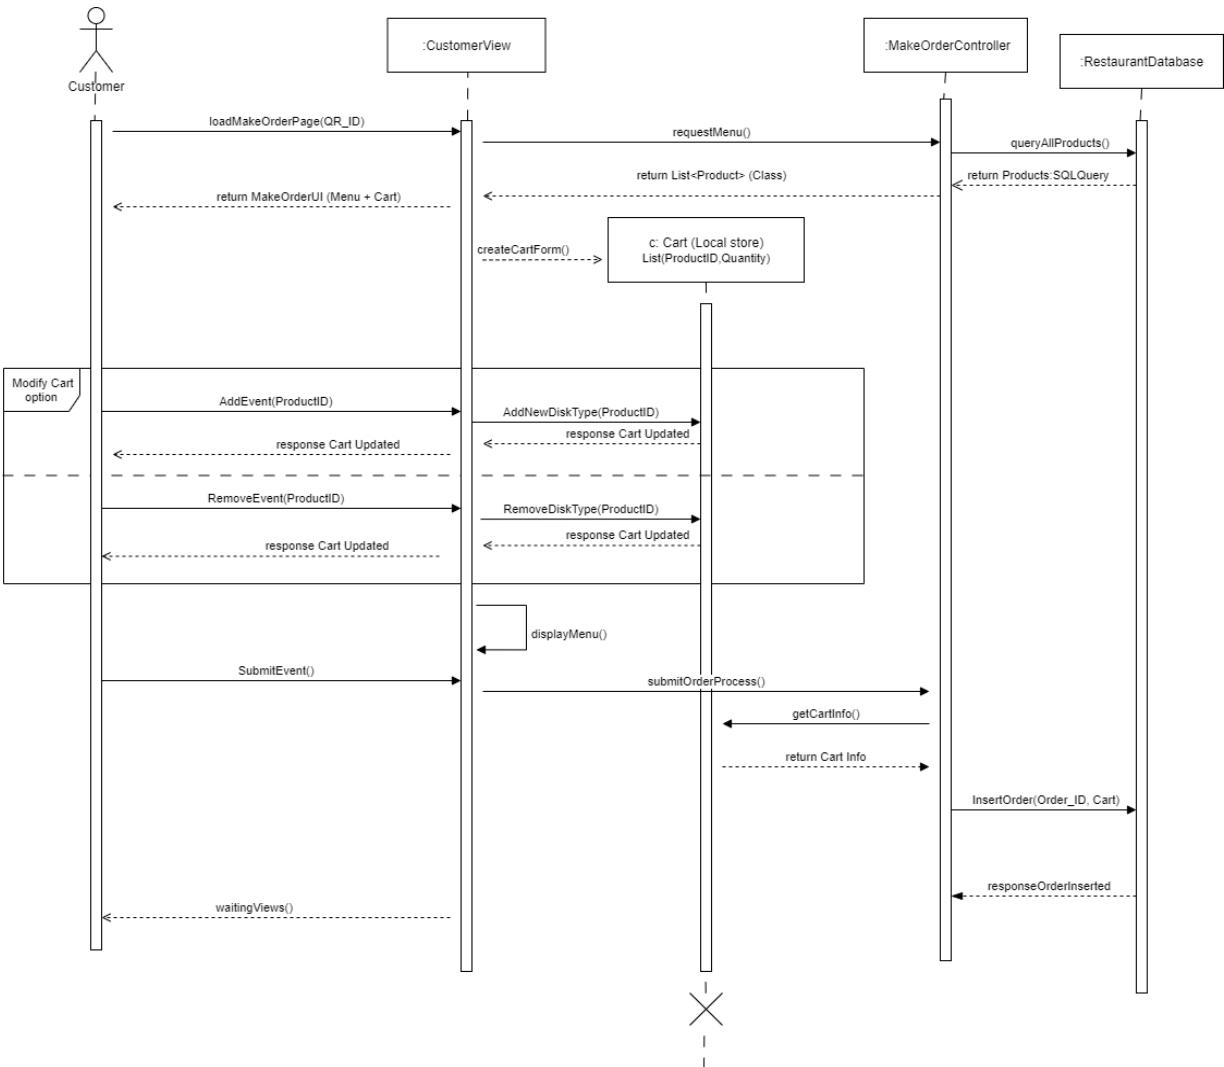 :CustomerView
:MakeOrderController
:RestaurantDatabase
Customer
loadMakeOrderPage(QR_ID)
requestMenu()
queryAllProducts()
return List<Product> (Class)
return Products:SQLQuery
return MakeOrderUI (Menu + Cart)
createCartForm()
c: Cart (Local store)
List(ProductID,Quantity)
Modify Cart
option
AddEvent(ProductID)
AddNewDiskType(ProductID)
response Cart Updated
response Cart Updated
RemoveEvent(ProductID)
RemoveDiskType(ProductID)
response Cart Updated
response Cart Updated
displayMenu()
SubmitEvent()
submitOrderProcess()
getCartInfo()
return Cart Info
InsertOrder(Order_ID, Cart)
responseOrderInserted
waitingViews()